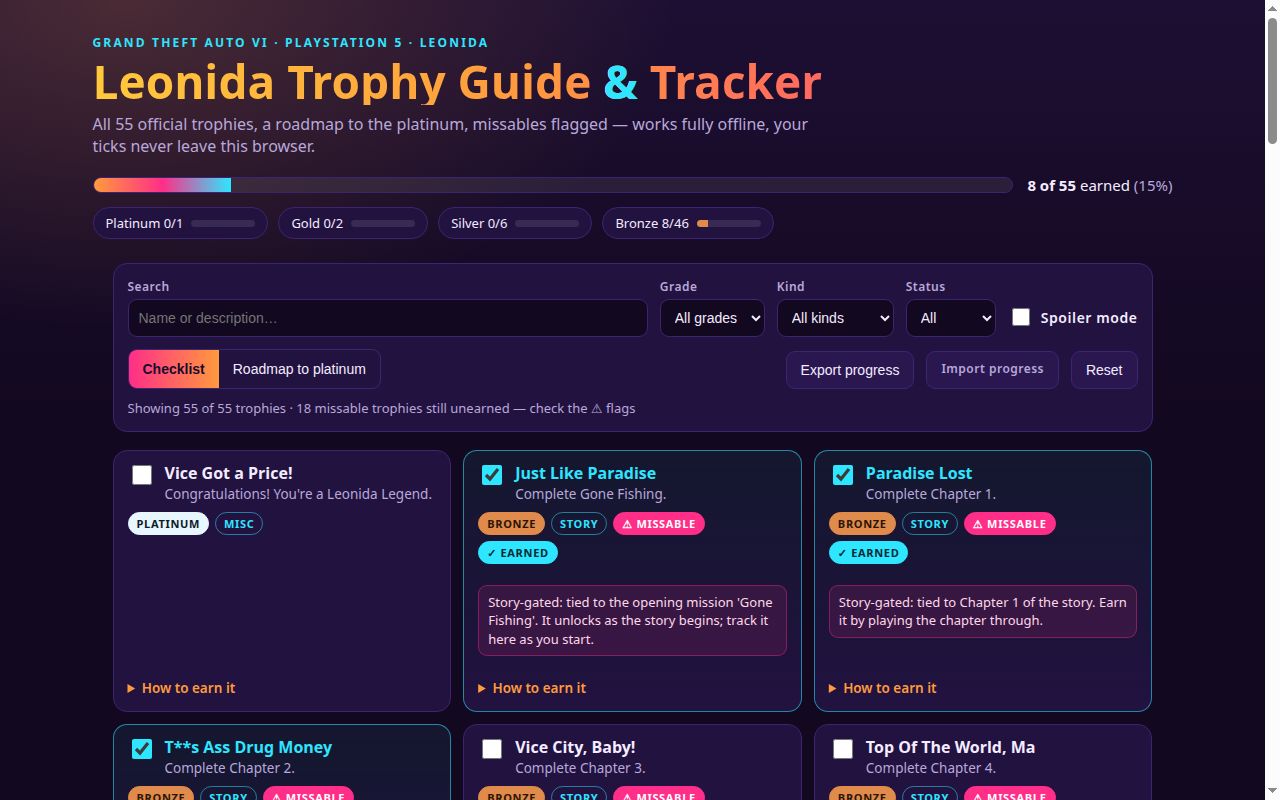 GRAND THEFT AUTO VI · PLAYSTATION 5 · LEONIDA
Leonida Trophy Guide & Tracker
All 55 official trophies, a roadmap to the platinum, missables flagged — works fully offline, your
ticks never leave this browser.
8 of 55 earned (15%)
Platinum 0/1
Gold 0/2
Silver 0/6
Bronze 8/46
Search
Grade
Kind
Status
Name or description…
All grades
All kinds
All
Spoiler mode
Checklist
Roadmap to platinum
Export progress
Import progress
Reset
Showing 55 of 55 trophies · 18 missable trophies still unearned — check the ⚠ flags
Vice Got a Price!
Congratulations! You're a Leonida Legend.
PLATINUM
MISC
▶ How to earn it
Just Like Paradise
Complete Gone Fishing.
BRONZE
STORY
⚠ MISSABLE
✓ EARNED
Story-gated: tied to the opening mission 'Gone
Fishing'. It unlocks as the story begins; track it
here as you start.
▶ How to earn it
Paradise Lost
Complete Chapter 1.
BRONZE
STORY
⚠ MISSABLE
✓ EARNED
Story-gated: tied to Chapter 1 of the story. Earn
it by playing the chapter through.
▶ How to earn it
T**s Ass Drug Money
Complete Chapter 2.
BRONZE
STORY
⚠ MISSABLE
Vice City, Baby!
Complete Chapter 3.
BRONZE
STORY
⚠ MISSABLE
Top Of The World, Ma
Complete Chapter 4.
BRONZE
STORY
⚠ MISSABLE